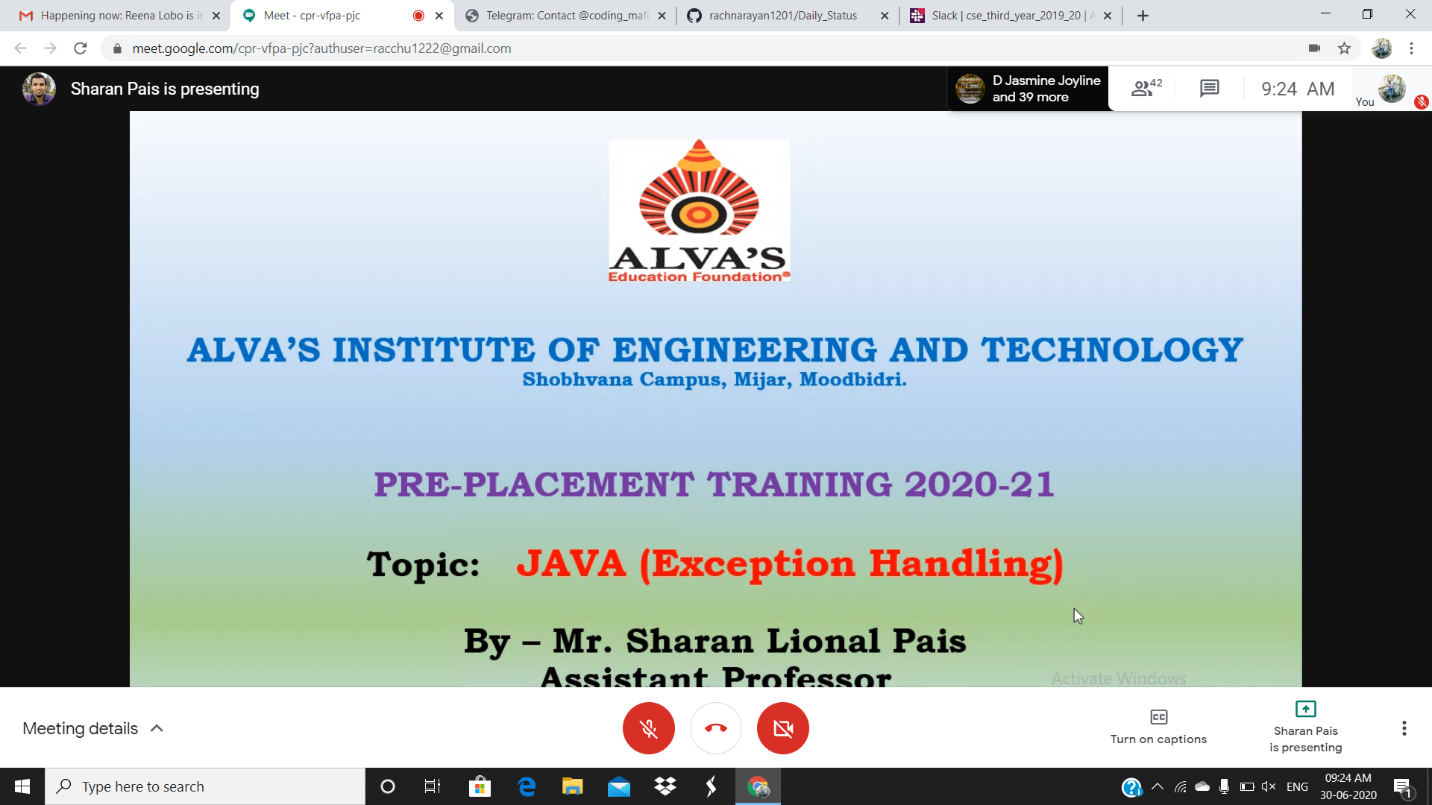 Happening now: Reena Lobo is in
Meet - cpr-vfpa-pjc
Telegram: Contact @coding_mafi
rachnarayan1201/Daily_Status
Slack | cse_third_year_2019_20 | A
meet.google.com/cpr-vfpa-pjc?authuser=racchu1222@gmail.com
Sharan Pais is presenting
D Jasmine Joyline
and 39 more
42
9:24 AM
You
ALVA'S
Education Foundation®
ALVA'S INSTITUTE OF ENGINEERING AND TECHNOLOGY
Shobhvana Campus, Mijar, Moodbidri.
PRE-PLACEMENT TRAINING 2020-21
Topic: JAVA (Exception Handling)
By – Mr. Sharan Lional Pais
Assistant Professor
Activate Windows
Meeting details
Turn on captions
Sharan Pais
is presenting
Type here to search
ENG
09:24 AM
30-06-2020
1